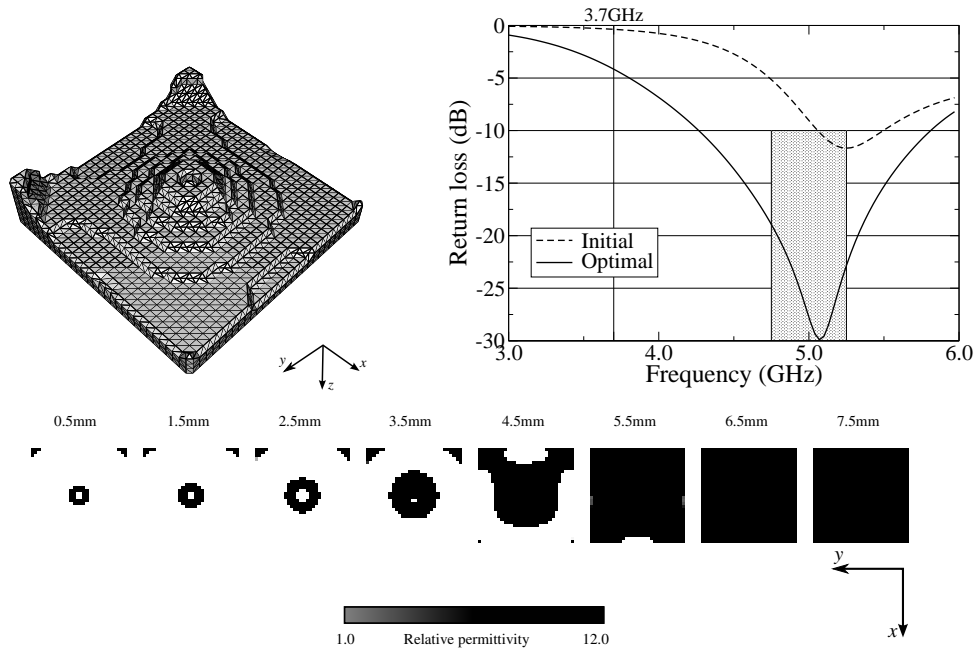 3.7GHz
0
-5
-10
-15
-20
-25
-30
Return loss (dB)
Initial
Optimal
3.0 4.0 5.0 6.0
Frequency (GHz)
y x
z
0.5mm 1.5mm 2.5mm 3.5mm 4.5mm 5.5mm 6.5mm 7.5mm
y
x
1.0 Relative permittivity 12.0